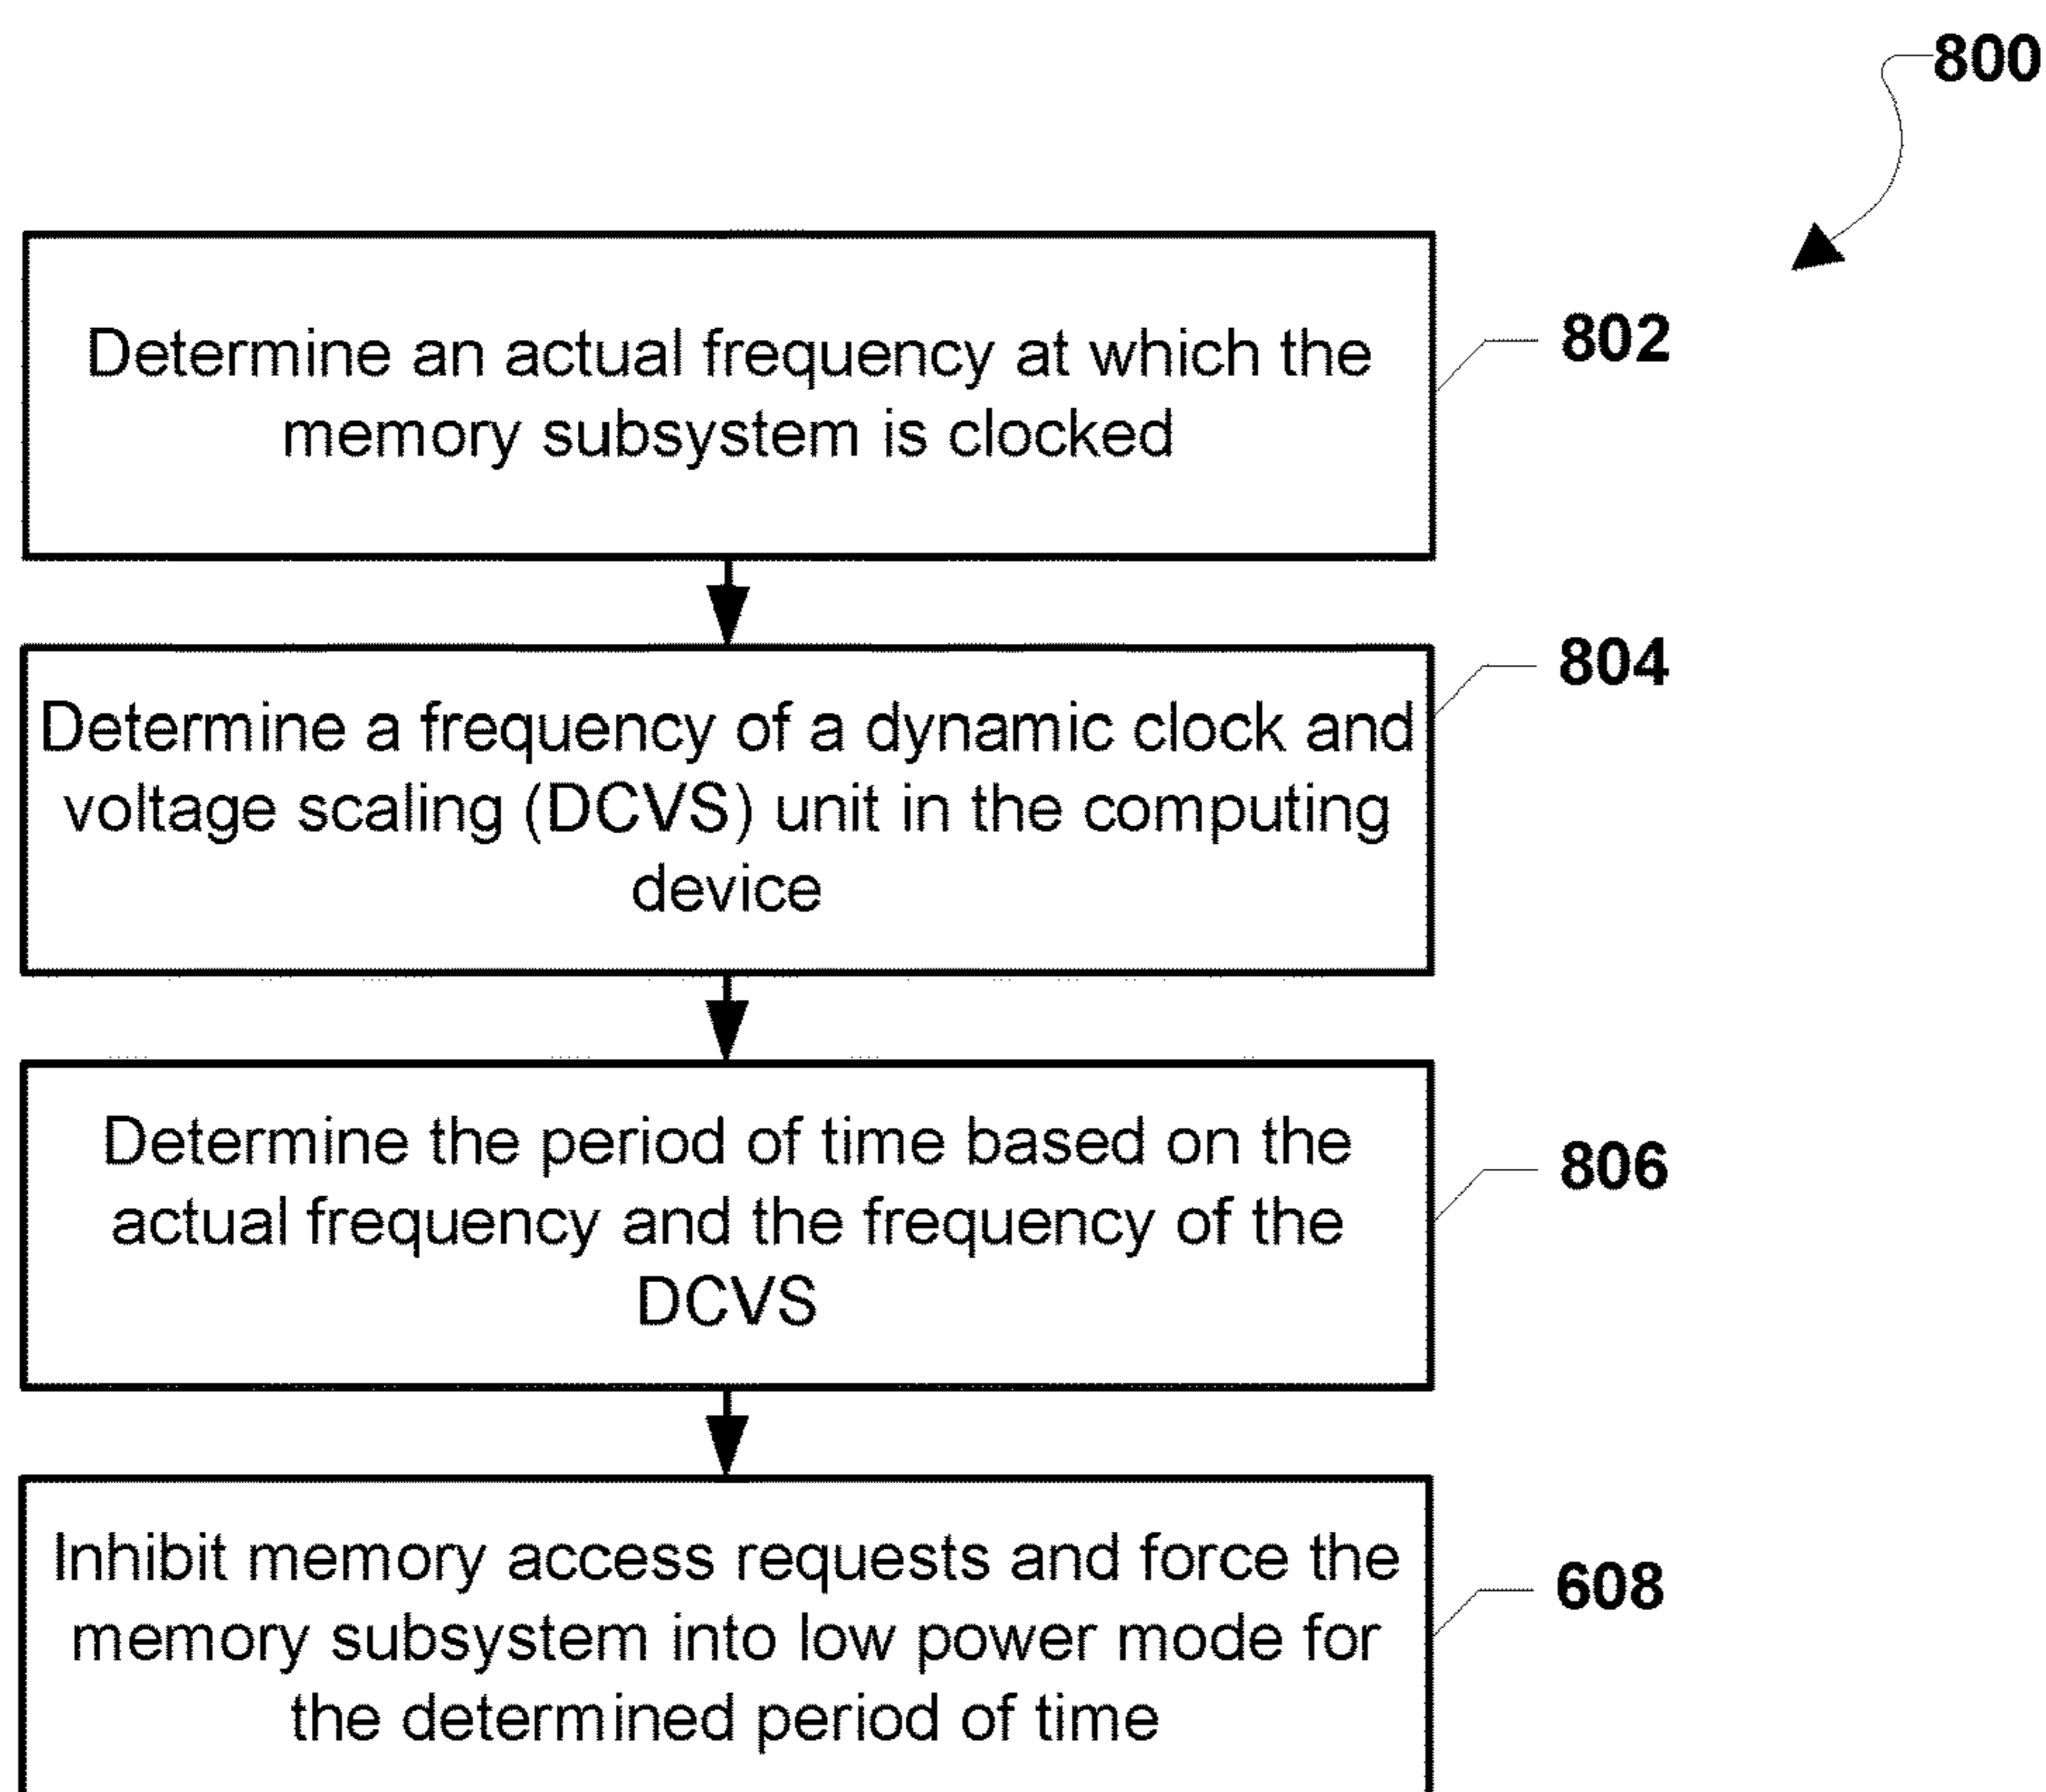 800
Determine an actual frequency at which the
memory subsystem is clocked
802
Determine a frequency of a dynamic clock and
voltage scaling (DCVS) unit in the computing
device
804
Determine the period of time based on the
actual frequency and the frequency of the
DCVS
806
Inhibit memory access requests and force the
memory subsystem into low power mode for
the determined period of time
608